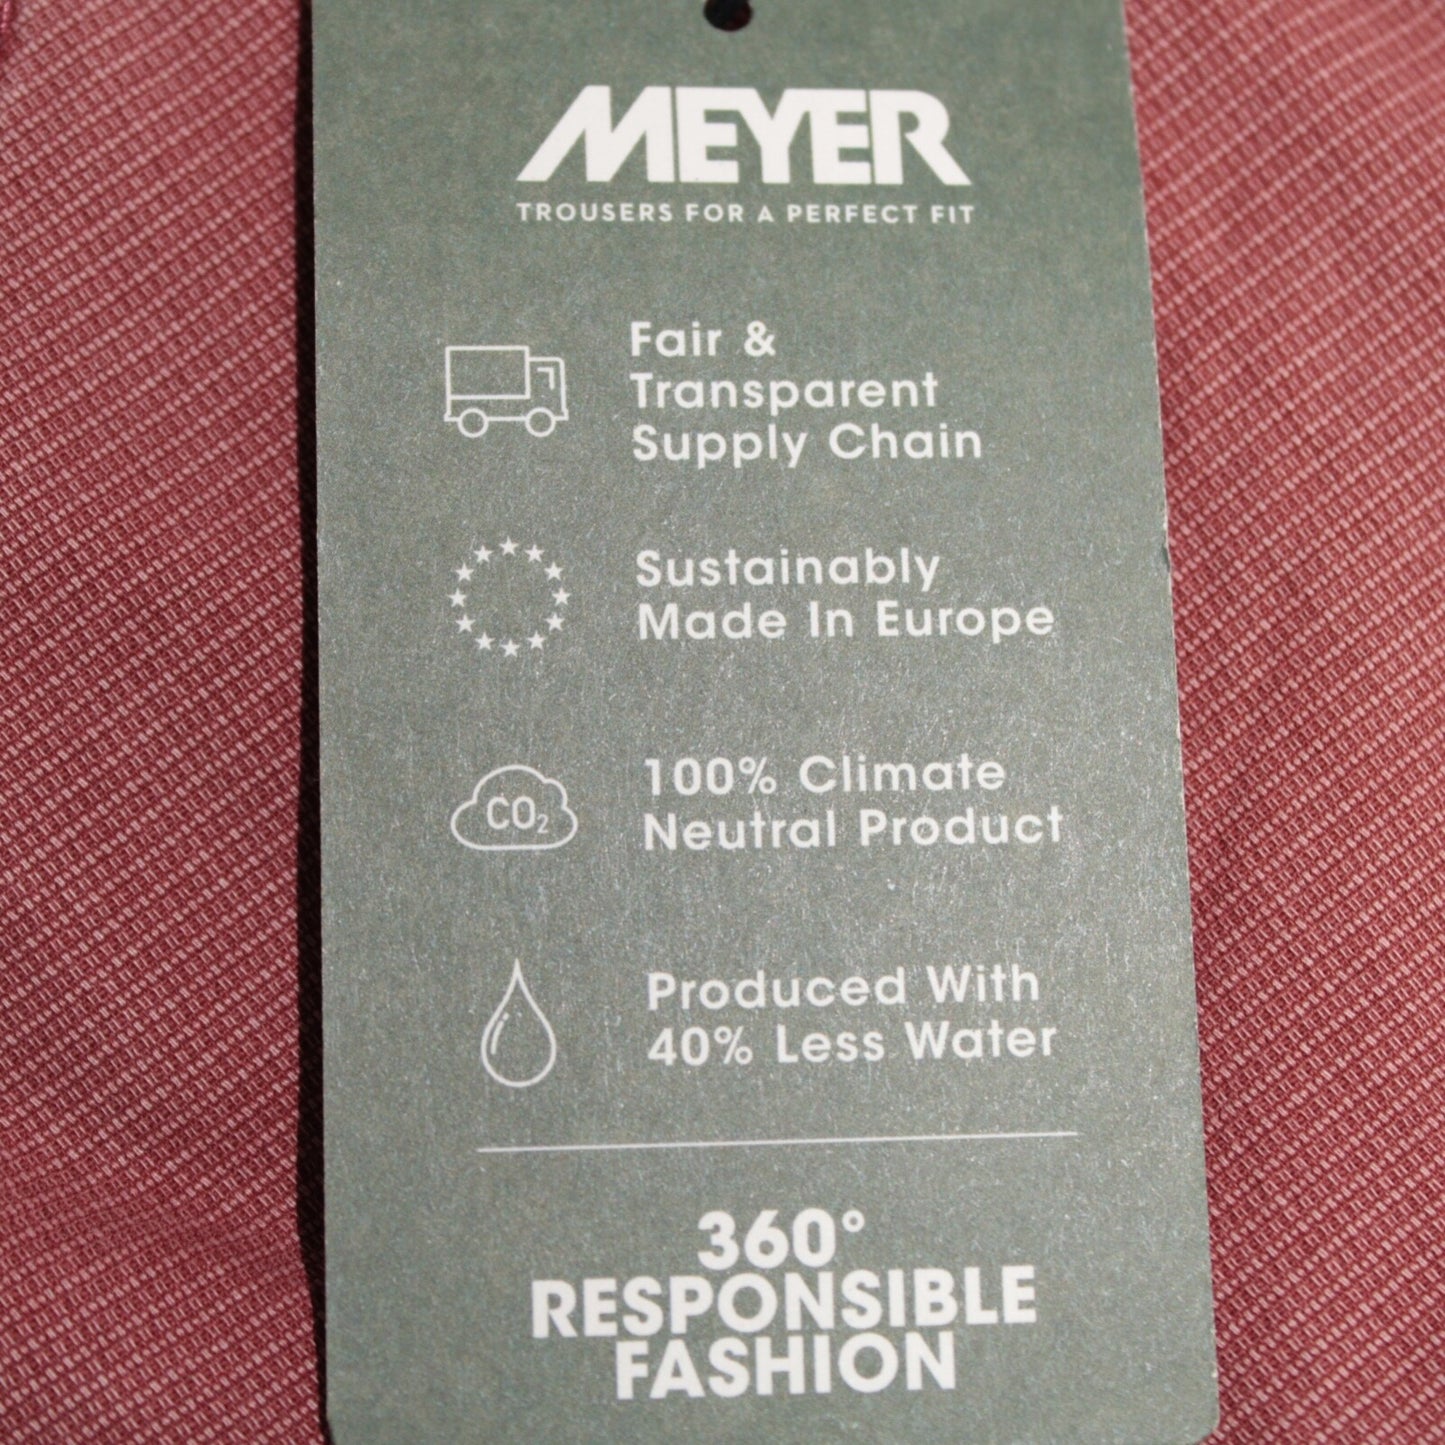 MEYER
TROUSERS FOR A PERFECT FIT
Fair &
Transparent
Supply Chain
Sustainably
Made In Europe
CO₂
100% Climate
Neutral Product
Produced With
40% Less Water
360°
RESPONSIBLE
FASHION